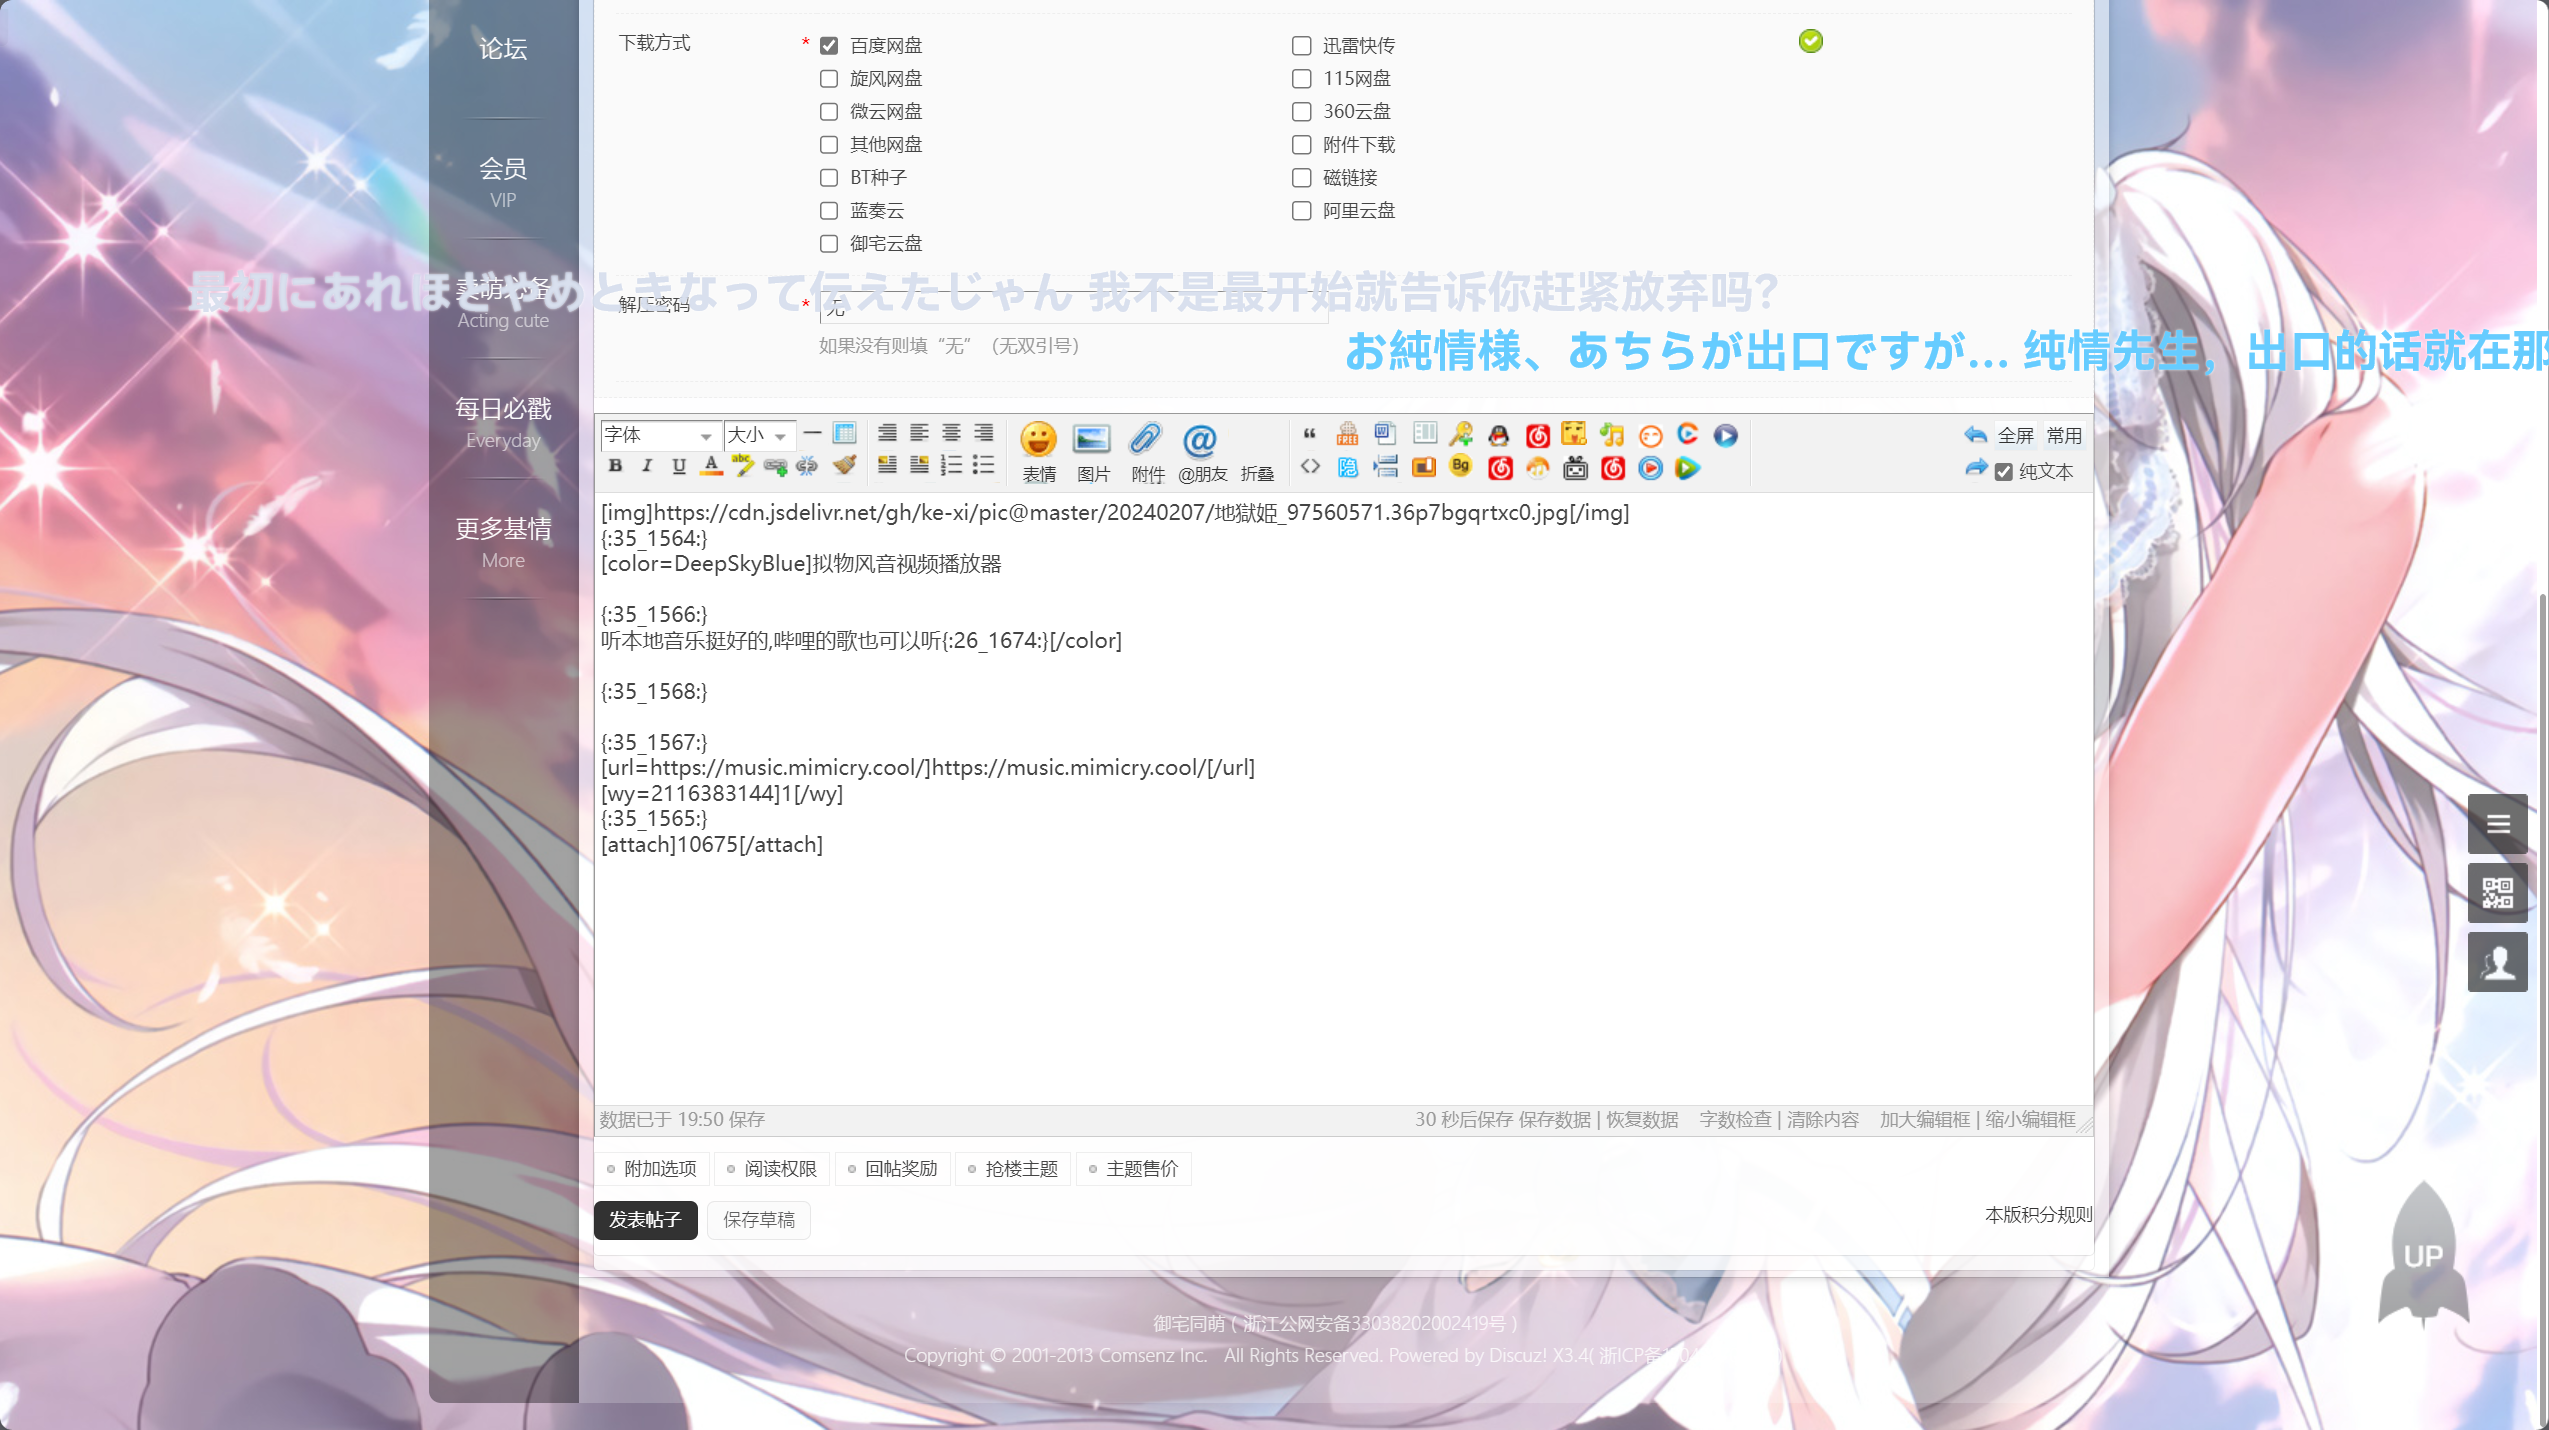 论坛
会员
VIP
卖萌必备
Acting cute
每日必戳
Everyday
更多基情
More
下载方式
* 百度网盘
迅雷快传
旋风网盘
115网盘
微云网盘
360云盘
其他网盘
附件下载
BT种子
磁链接
蓝奏云
阿里云盘
御宅云盘
最初にあれほどやめときなって伝えたじゃん 我不是最开始就告诉你赶紧放弃吗？
解压密码
* 无
如果没有则填“无”（无双引号）
お純情様、あちらが出口ですが... 纯情先生，出口的话就在那
字体
大小
表情
图片
附件
@朋友
折叠
全屏
常用
纯文本
[img]https://cdn.jsdelivr.net/gh/ke-xi/pic@master/20240207/地獄姫_97560571.36p7bgqrtxc0.jpg[/img]
{:35_1564:}
[color=DeepSkyBlue]拟物风音视频播放器
{:35_1566:}
听本地音乐挺好的,哔哩的歌也可以听{:26_1674:}[/color]
{:35_1568:}
{:35_1567:}
[url=https://music.mimicry.cool/]https://music.mimicry.cool/[/url]
[wy=2116383144]1[/wy]
{:35_1565:}
[attach]10675[/attach]
数据已于 19:50 保存
30 秒后保存 保存数据 | 恢复数据 字数检查 | 清除内容 加大编辑框 | 缩小编辑框
附加选项
阅读权限
回帖奖励
抢楼主题
主题售价
发表帖子
保存草稿
本版积分规则
UP
御宅同萌 ( 浙江公网安备33038202002419号 )
Copyright © 2001-2013 Comsenz Inc. All Rights Reserved. Powered by Discuz! X3.4( 浙ICP备